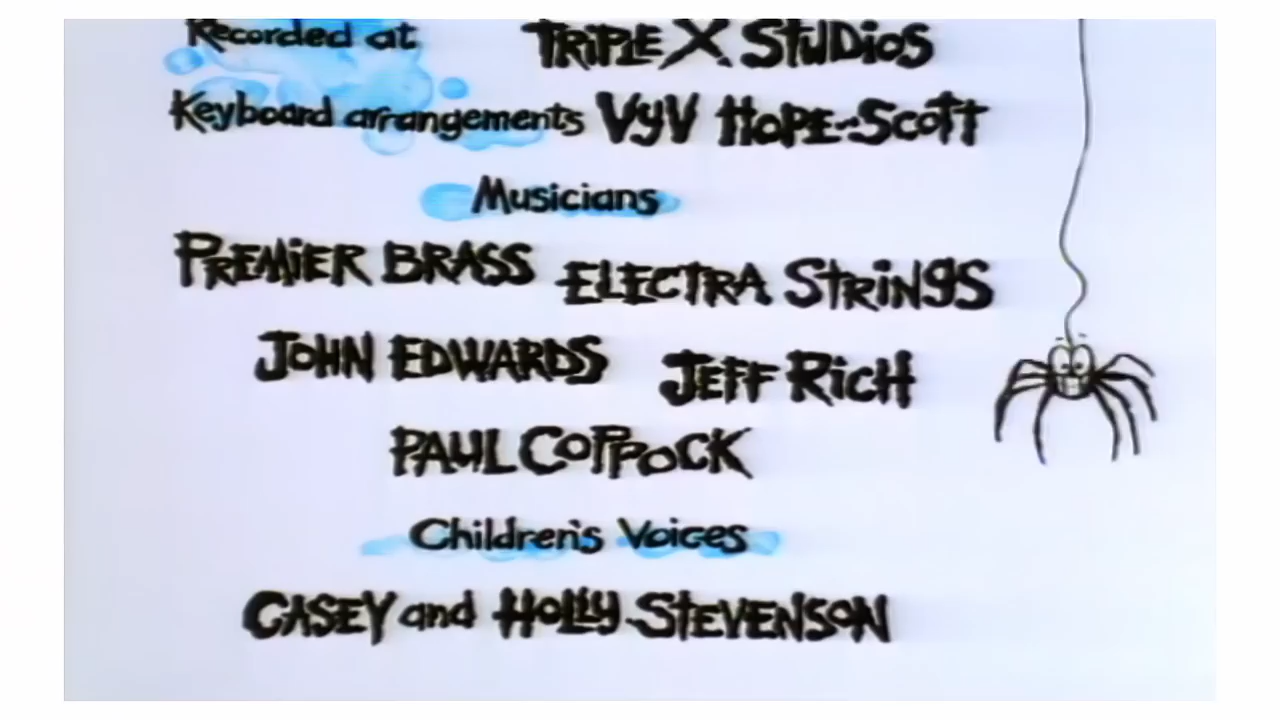 Recorded at TRIPLE X STUDIOS
Keyboard arrangements VYV HOPE-SCOTT
Musicians
PREMIER BRASS ELECTRA STRINGS
JOHN EDWARDS JEFF RICH
PAUL COPPOCK
Children's Voices
CASEY and HOLLY STEVENSON